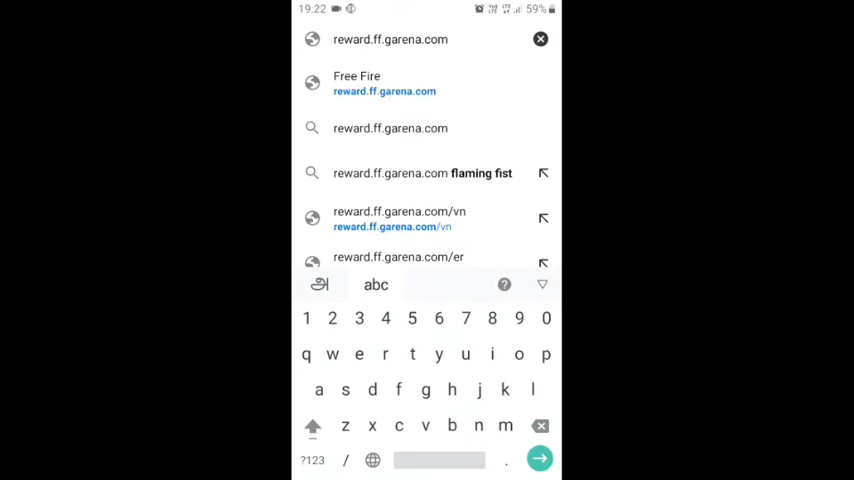 19:22 59%
reward.ff.garena.com
Free Fire
reward.ff.garena.com
reward.ff.garena.com
reward.ff.garena.com flaming fist
reward.ff.garena.com/vn
reward.ff.garena.com/vn
reward.ff.garena.com/er
அ abc ?
1 2 3 4 5 6 7 8 9 0
q w e r t y u i o p
a s d f g h j k l
z x c v b n m
?123 / .